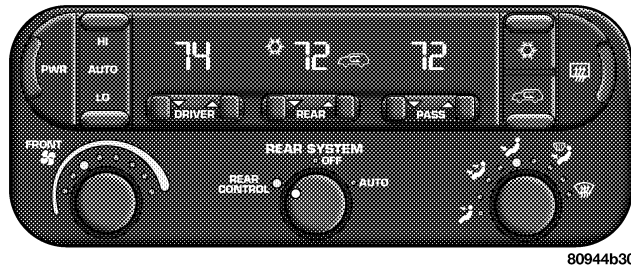 HI
74 72 72
PWR AUTO
LO
DRIVER REAR PASS
FRONT
REAR SYSTEM
OFF
REAR CONTROL
AUTO
80944b30